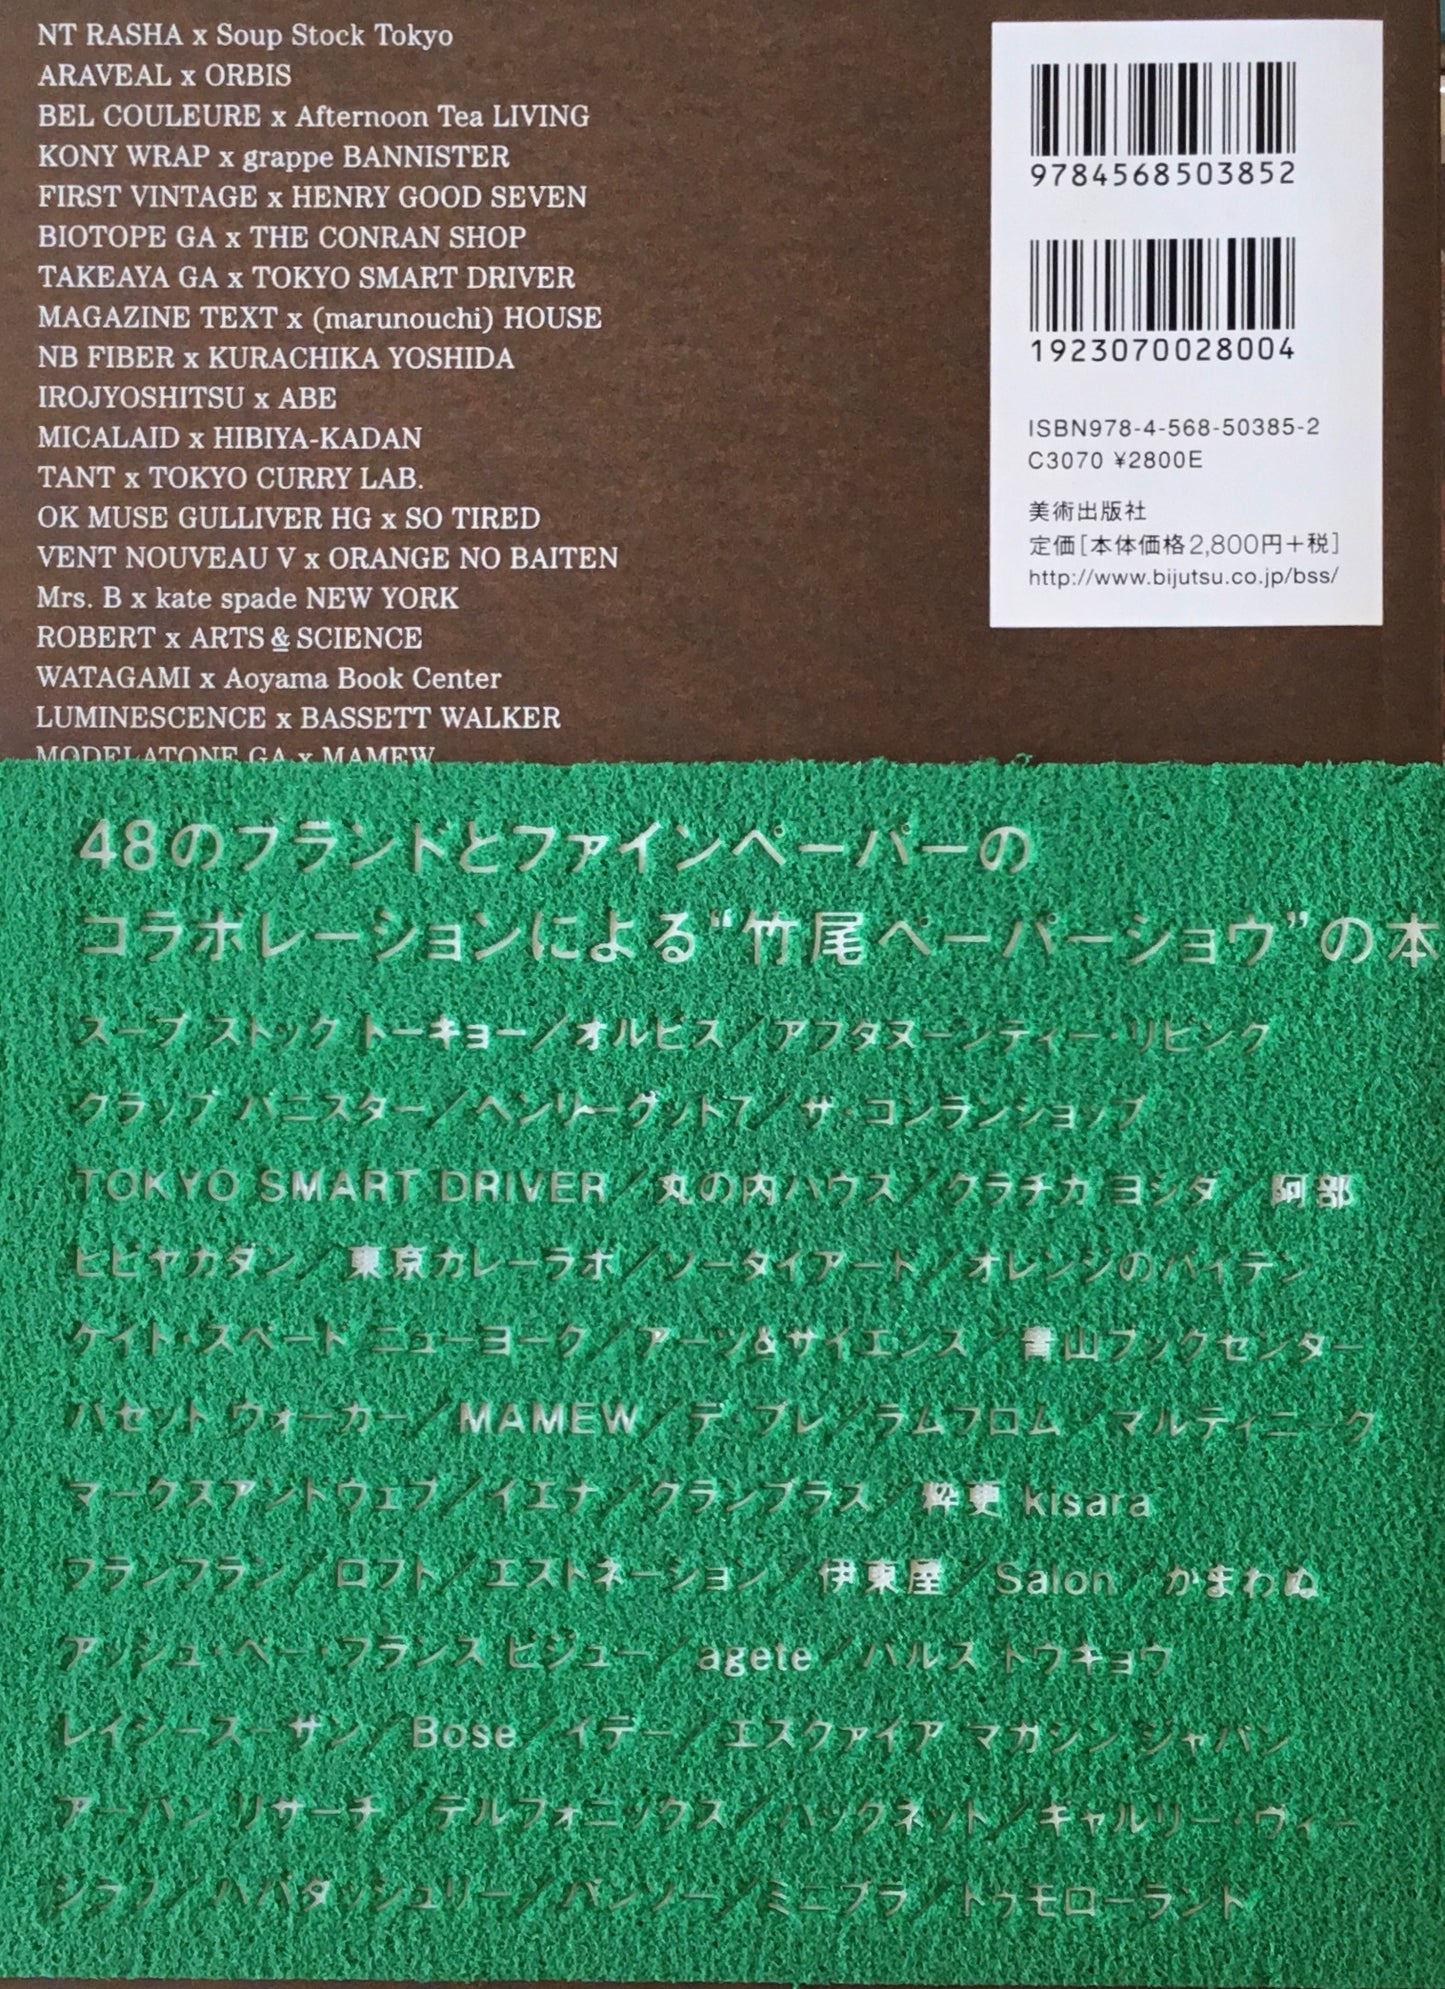 NT RASHA x Soup Stock Tokyo
ARAVEAL x ORBIS
BEL COULEURE x Afternoon Tea LIVING
KONY WRAP x grappe BANNISTER
FIRST VINTAGE x HENRY GOOD SEVEN
BIOTOPE GA x THE CONRAN SHOP
TAKEAYA GA x TOKYO SMART DRIVER
MAGAZINE TEXT x (marunouchi) HOUSE
NB FIBER x KURACHIKA YOSHIDA
IROJYOSHITSU x ABE
MICALAID x HIBIYA-KADAN
TANT x TOKYO CURRY LAB.
OK MUSE GULLIVER HG x SO TIRED
VENT NOUVEAU V x ORANGE NO BAITEN
Mrs. B x kate spade NEW YORK
ROBERT x ARTS & SCIENCE
WATAGAMI x Aoyama Book Center
LUMINESCENCE x BASSETT WALKER
MODELATONE GA x MAMEW
9784568503852
1923070028004
ISBN978-4-568-50385-2
C3070 ¥2800E
美術出版社
定価[本体価格2,800円+税]
http://www.bijutsu.co.jp/bss/
48のブランドとファインペーパーの
コラボレーションによる“竹尾ペーパーショウ”の本
スープ ストック トーキョー／オルビス／アフタヌーンティー・リビング
グラップ バニスター／ヘンリーグッド7／ザ・コンランショップ
TOKYO SMART DRIVER／丸の内ハウス／クラチカ ヨシダ／阿部
ヒビヤカダン／東京カレーラボ／ソータイアード／オレンジのバイテン
ケイト・スペード ニューヨーク／アーツ&サイエンス／青山ブックセンター
バセット ウォーカー／MAMEW／デ・プレ／ラムフロム／マルティニーク
マークスアンドウェブ／イエナ／グランプラス／粋更 kisara
フランフラン／ロフト／エストネーション／伊東屋／Salon／かまわぬ
アッシュ・ペー・フランス ビジュー／agete／パルス トウキョウ
レイジースーサン／Bose／イデー／エスクァイア マガジン ジャパン
アーバン リサーチ／デルフォニックス／ハックネット／ギャルリー・ヴィー
ジラフ／ハバダッシュリー／パンソー／ミニプラ／トゥモローランド